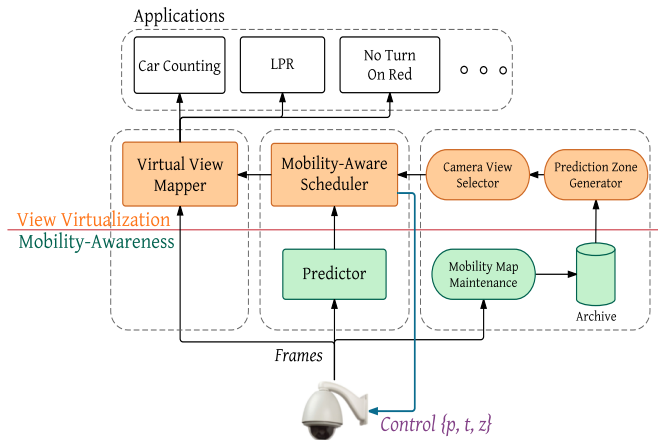 Applications
Car Counting
LPR
No Turn
On Red
Virtual View
Mapper
Mobility-Aware
Scheduler
Camera View
Selector
Prediction Zone
Generator
View Virtualization
Mobility-Awareness
Predictor
Mobility Map
Maintenance
Archive
Frames
Control {p, t, z}